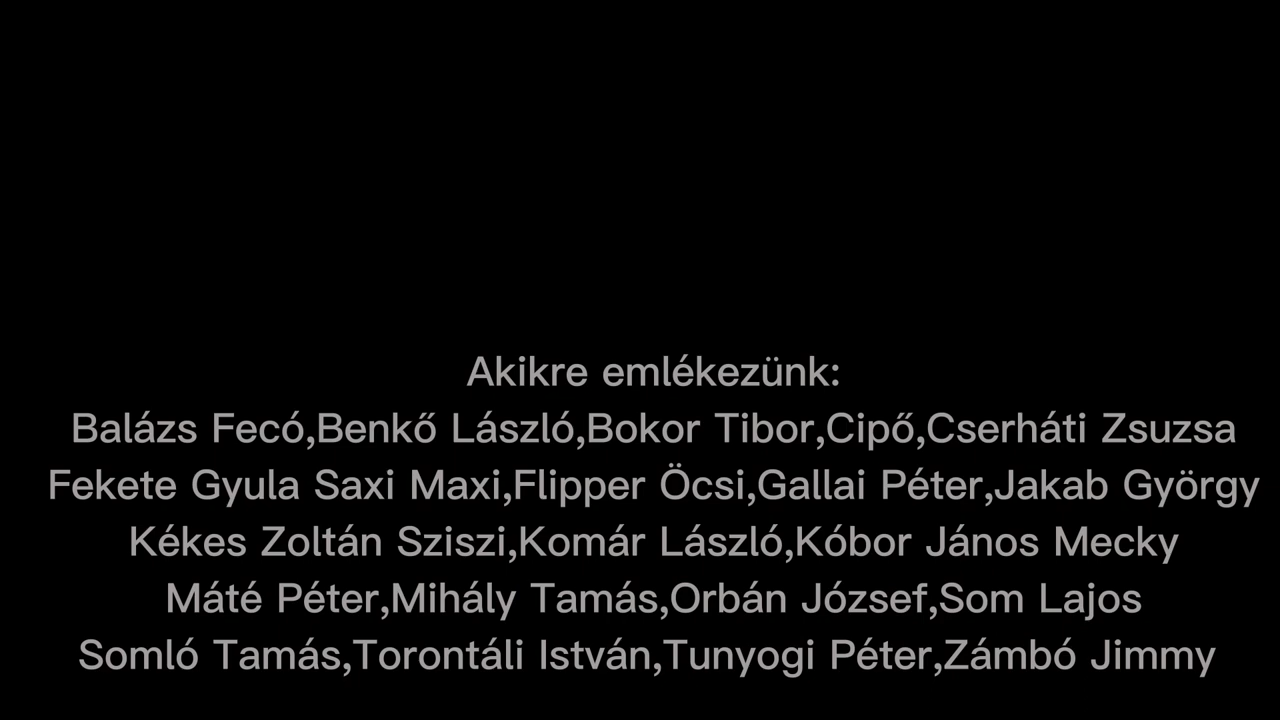 Akikre emlékezünk:
Balázs Fecó,Benkő László,Bokor Tibor,Cipő,Cserháti Zsuzsa
Fekete Gyula Saxi Maxi,Flipper Öcsi,Gallai Péter,Jakab György
Kékes Zoltán Sziszi,Komár László,Kóbor János Mecky
Máté Péter,Mihály Tamás,Orbán József,Som Lajos
Somló Tamás,Torontáli István,Tunyogi Péter,Zámbó Jimmy